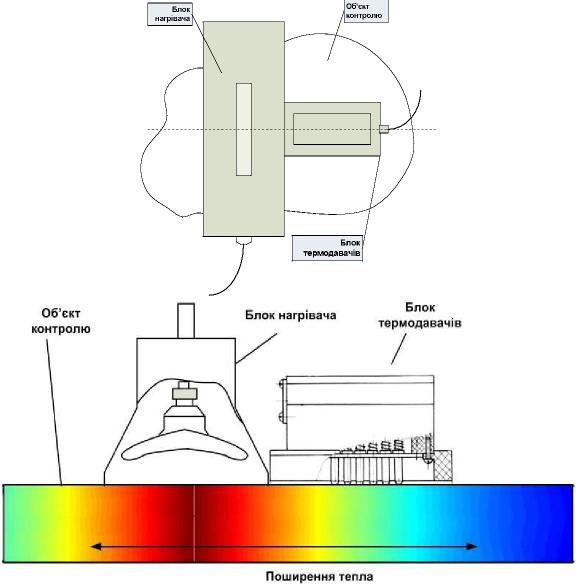 Блок
нагрівача
Об'єкт
контролю
Блок
термодавачів
Об'єкт
контролю
Блок нагрівача
Блок
термодавачів
Поширення тепла